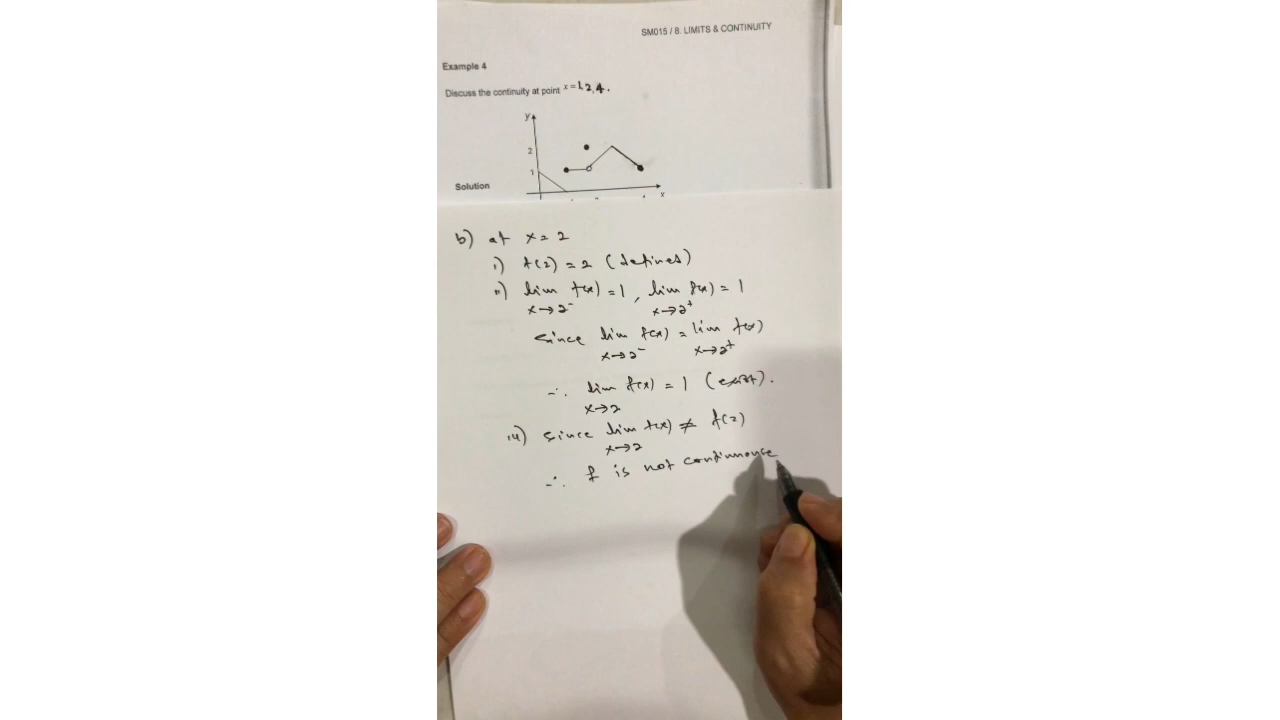 SM015 / 8. LIMITS & CONTINUITY
Example 4
Discuss the continuity at point x = 1, 2, 4.
y
2
1
x
Solution
b) at x = 2
i) f(2) = 2 (defines)
ii) lim f(x) = 1 , lim f(x) = 1
x→2⁻ x→2⁺
since lim f(x) = lim f(x)
x→2⁻ x→2⁺
∴ lim f(x) = 1 (exist).
x→2
iii) since lim f(x) ≠ f(2)
x→2
∴ f is not continuouse